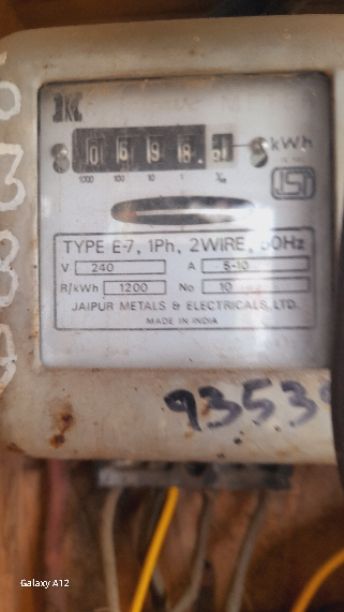 kWh
0 6 9 8
1000 100 10 1 1/10
ISI
TYPE E-7, 1Ph, 2WIRE, 50Hz
V 240 A 5-10
R/kWh 1200 No 10
JAIPUR METALS & ELECTRICALS LTD.
MADE IN INDIA
9353
Galaxy A12